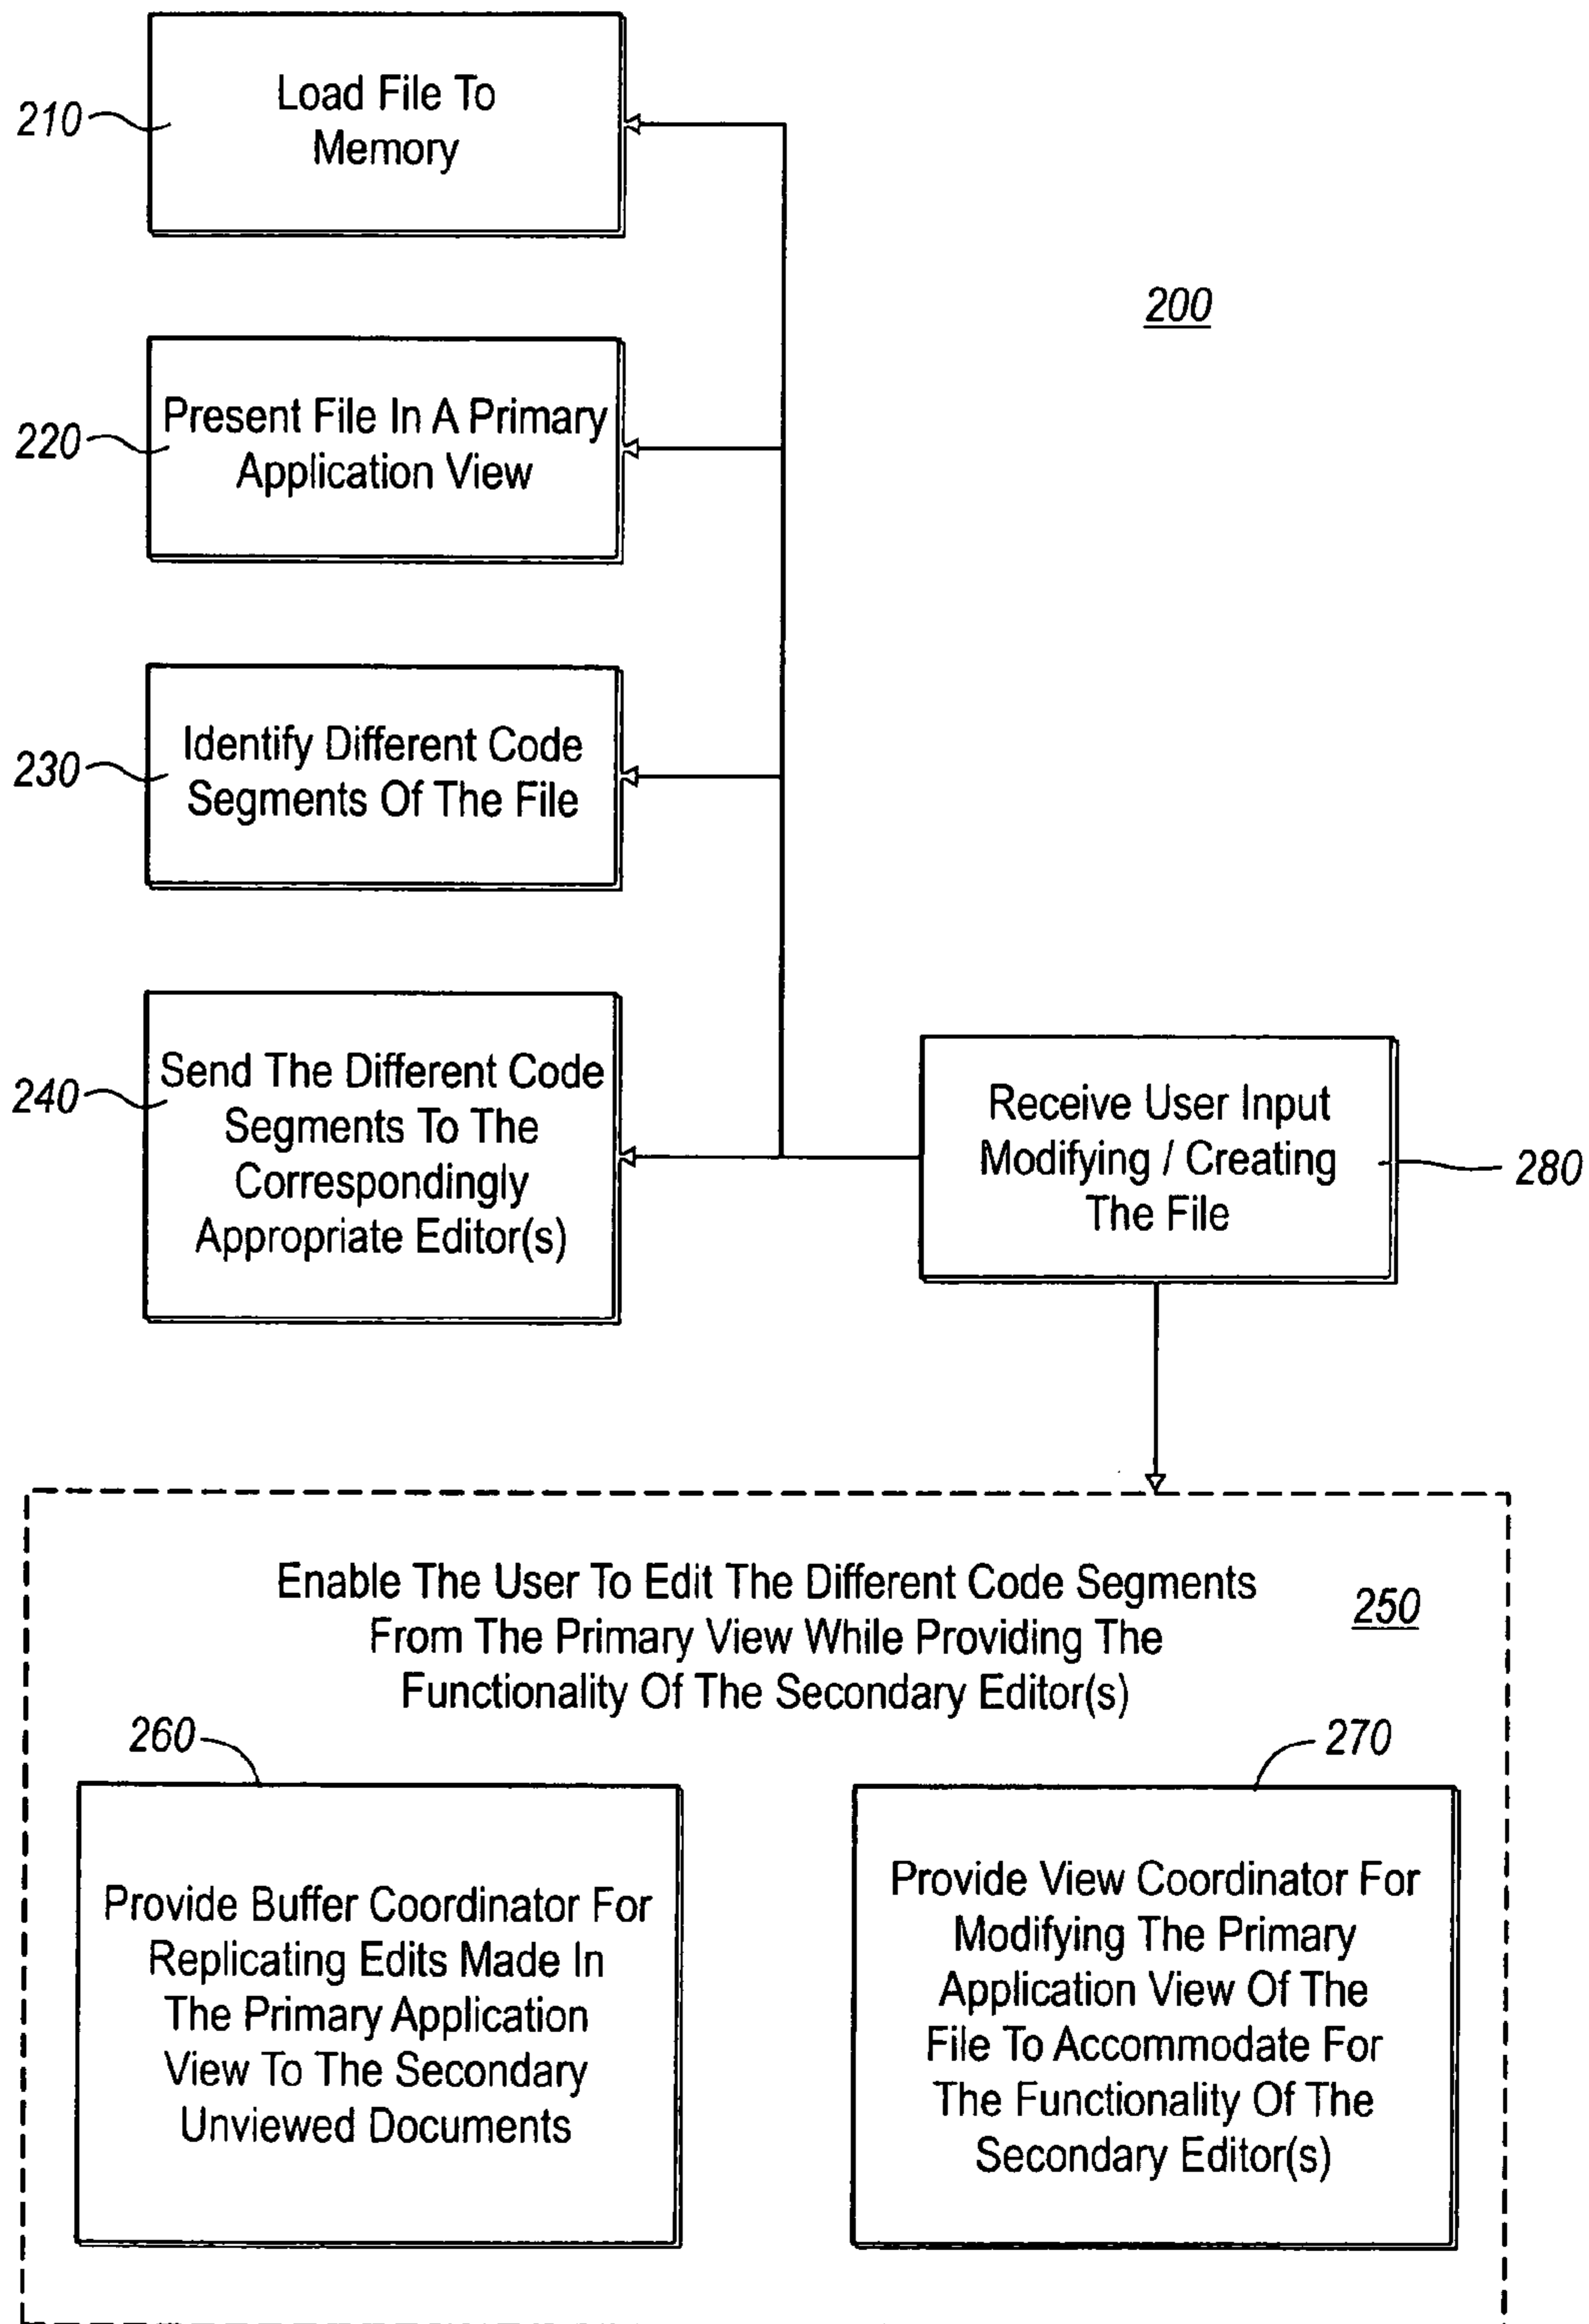 210
Load File To
Memory
200
220
Present File In A Primary
Application View
230
Identify Different Code
Segments Of The File
240
Send The Different Code
Segments To The
Correspondingly
Appropriate Editor(s)
Receive User Input
Modifying / Creating
The File
280
Enable The User To Edit The Different Code Segments
From The Primary View While Providing The
Functionality Of The Secondary Editor(s)
250
260
Provide Buffer Coordinator For
Replicating Edits Made In
The Primary Application
View To The Secondary
Unviewed Documents
270
Provide View Coordinator For
Modifying The Primary
Application View Of The
File To Accommodate For
The Functionality Of The
Secondary Editor(s)